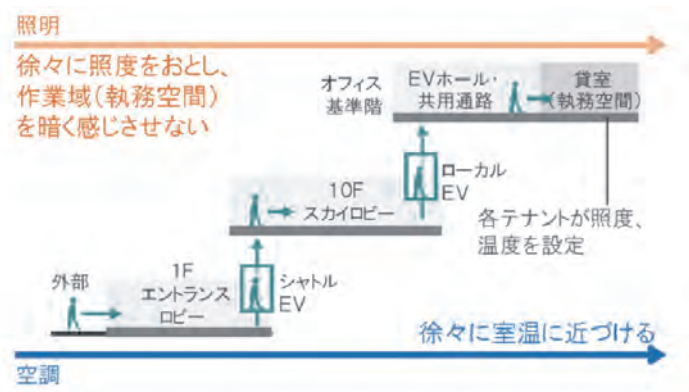 照明
徐々に照度をおとし、
作業域(執務空間)
を暗く感じさせない
オフィス
基準階
EVホール・
共用通路
貸室
(執務空間)
ローカル
EV
10F
スカイロビー
各テナントが照度、
温度を設定
外部
1F
エントランス
ロビー
シャトル
EV
徐々に室温に近づける
空調